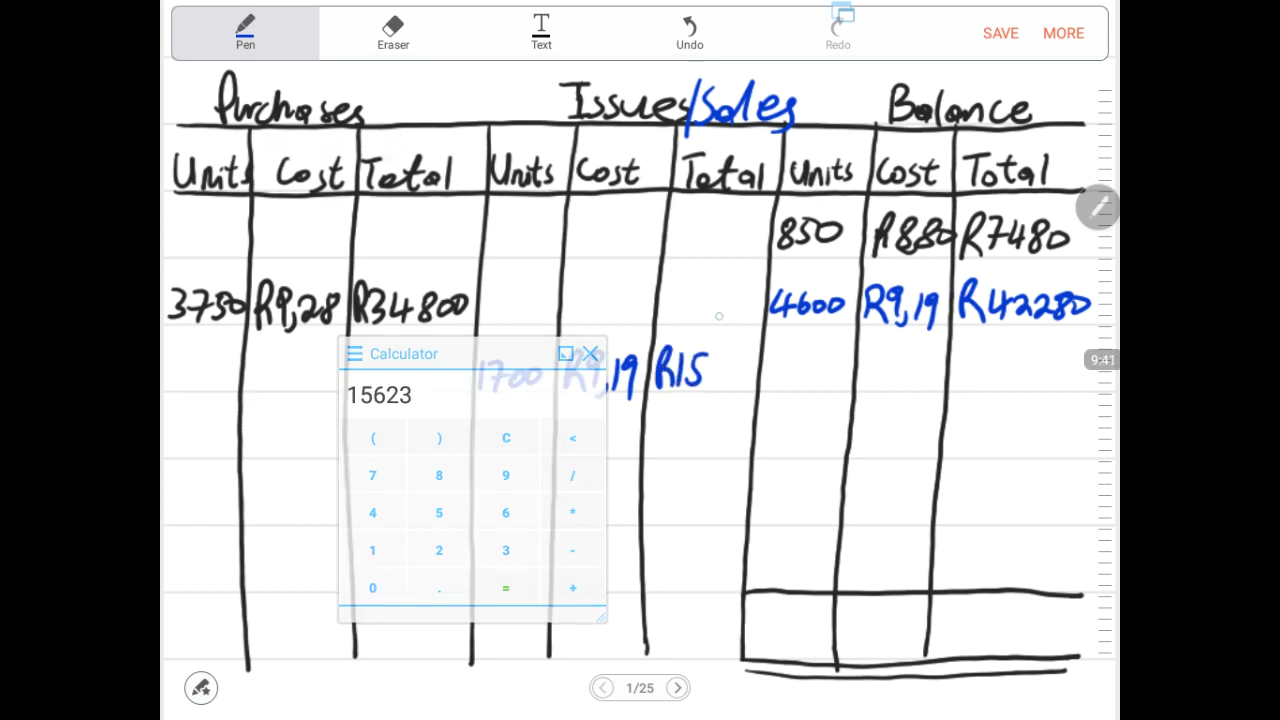 Pen Eraser Text Undo Redo SAVE MORE
Purchases Issues/Sales Balance
Units Cost Total Units Cost Total Units Cost Total
850 R880 R7480
3750 R9,28 R34800 4600 R9,19 R42280
Calculator
9:41
1700 R9,19 R15
15623
( ) C <
7 8 9 /
4 5 6 *
1 2 3 -
0 . = +
1/25